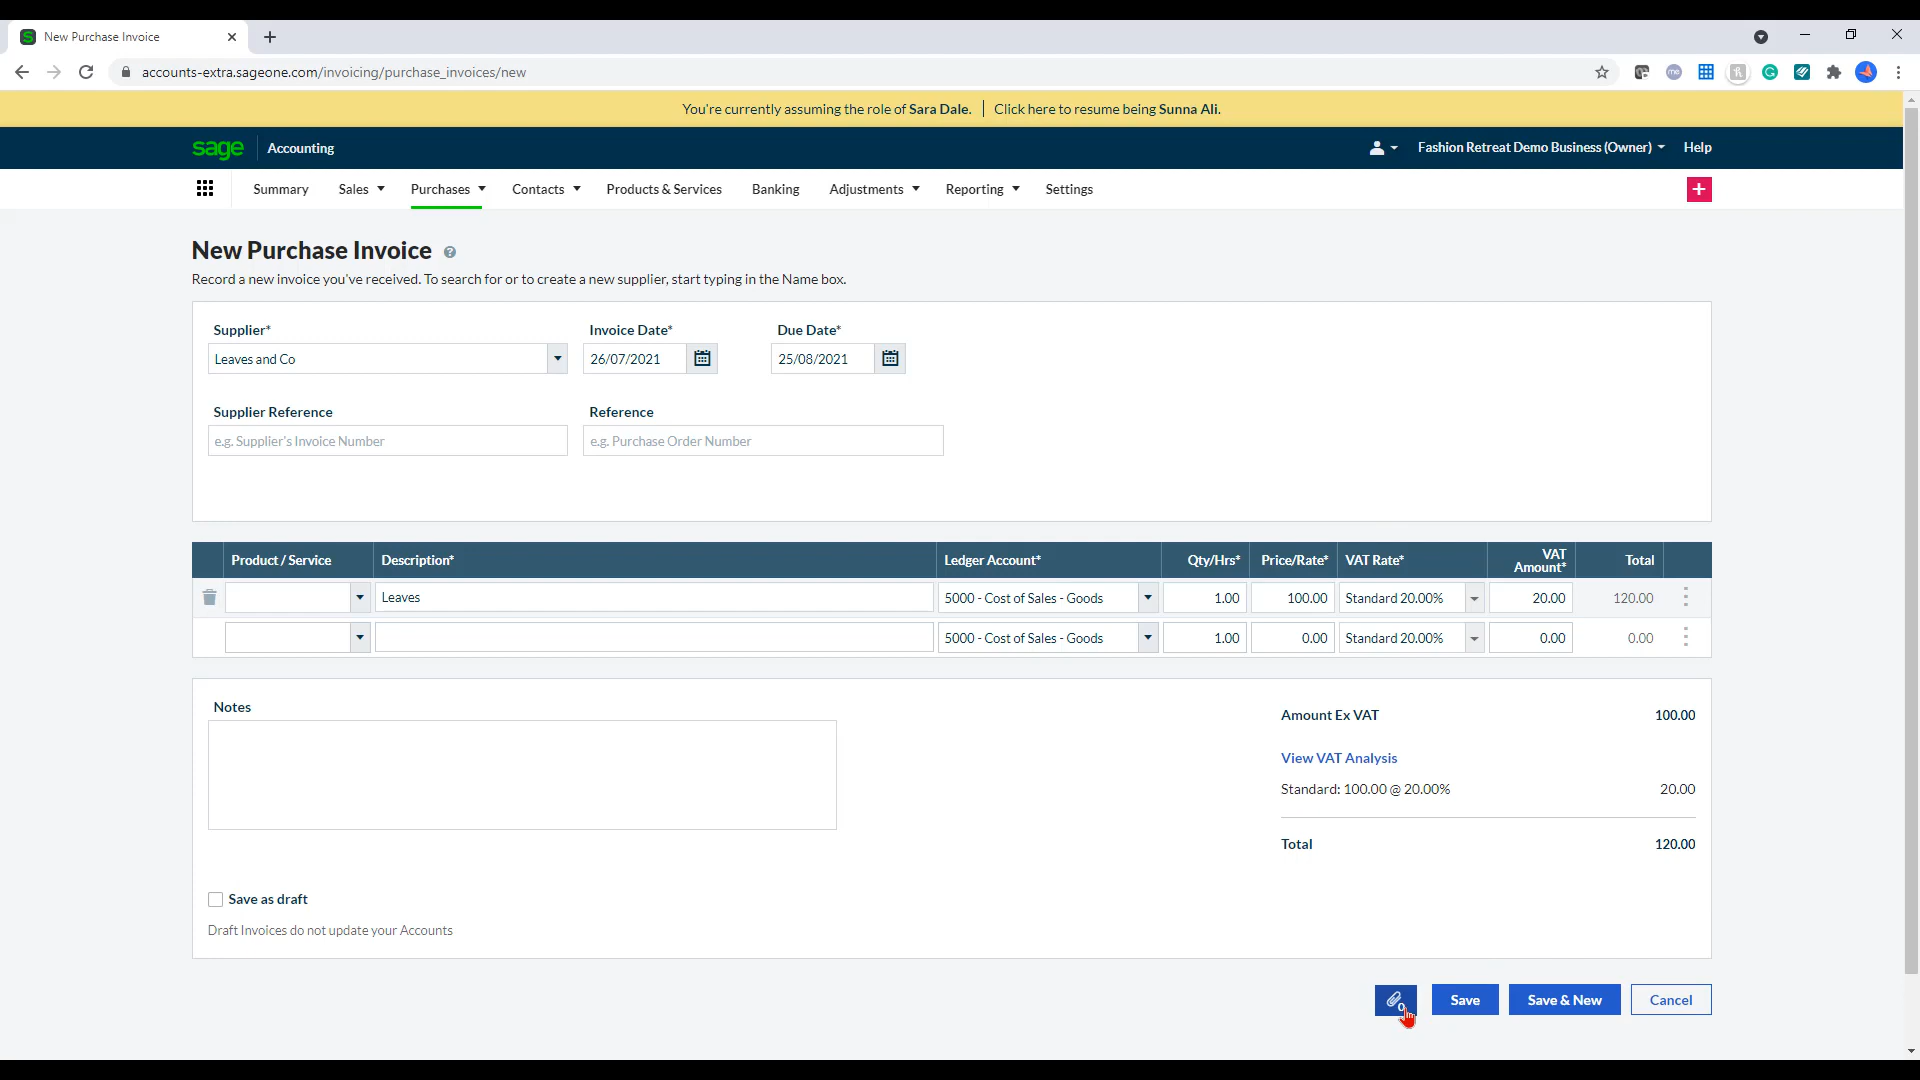 New Purchase Invoice
accounts-extra.sageone.com/invoicing/purchase_invoices/new
You're currently assuming the role of Sara Dale. Click here to resume being Sunna Ali.
sage Accounting Fashion Retreat Demo Business (Owner) Help
Summary Sales Purchases Contacts Products & Services Banking Adjustments Reporting Settings
New Purchase Invoice
Record a new invoice you've received. To search for or to create a new supplier, start typing in the Name box.
Supplier* Invoice Date* Due Date*
Leaves and Co 26/07/2021 25/08/2021
Supplier Reference Reference
e.g. Supplier's Invoice Number e.g. Purchase Order Number
Product / Service Description* Ledger Account* Qty/Hrs* Price/Rate* VAT Rate* VAT Amount* Total
Leaves 5000 - Cost of Sales - Goods 1.00 100.00 Standard 20.00% 20.00 120.00
5000 - Cost of Sales - Goods 1.00 0.00 Standard 20.00% 0.00 0.00
Notes
Amount Ex VAT 100.00
View VAT Analysis
Standard: 100.00 @ 20.00% 20.00
Total 120.00
Save as draft
Draft Invoices do not update your Accounts
0 Save Save & New Cancel